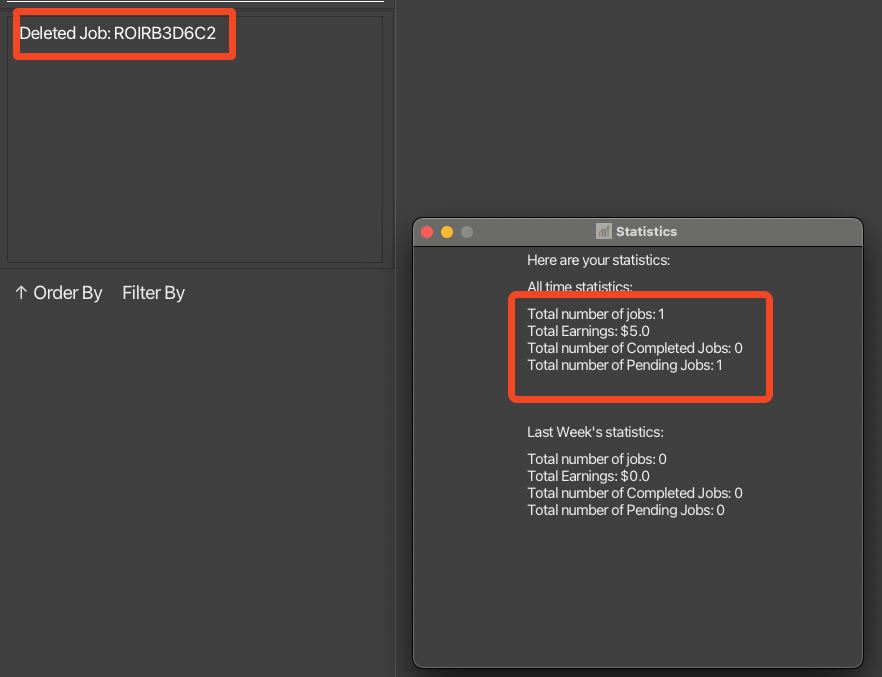 Deleted Job: ROIRB3D6C2
↑ Order By Filter By
Statistics
Here are your statistics:
All time statistics:
Total number of jobs: 1
Total Earnings: $5.0
Total number of Completed Jobs: 0
Total number of Pending Jobs: 1
Last Week's statistics:
Total number of jobs: 0
Total Earnings: $0.0
Total number of Completed Jobs: 0
Total number of Pending Jobs: 0